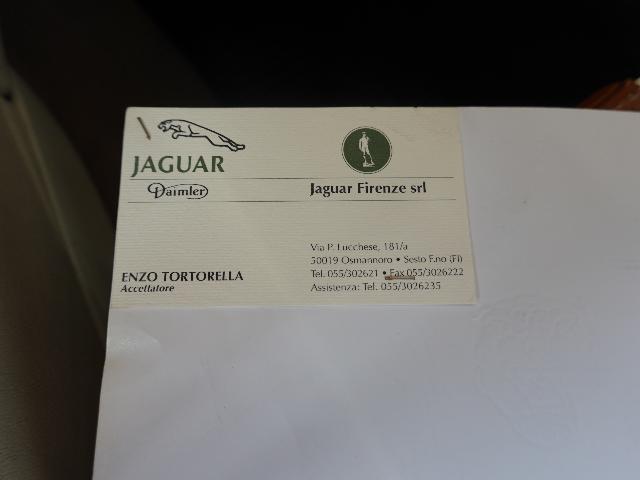 JAGUAR
Daimler
Jaguar Firenze srl
Via P. Lucchese, 181/a
50019 Osmannoro • Sesto F.no (FI)
Tel. 055/302621 • Fax 055/3026222
Assistenza: Tel. 055/3026235
ENZO TORTORELLA
Accettatore